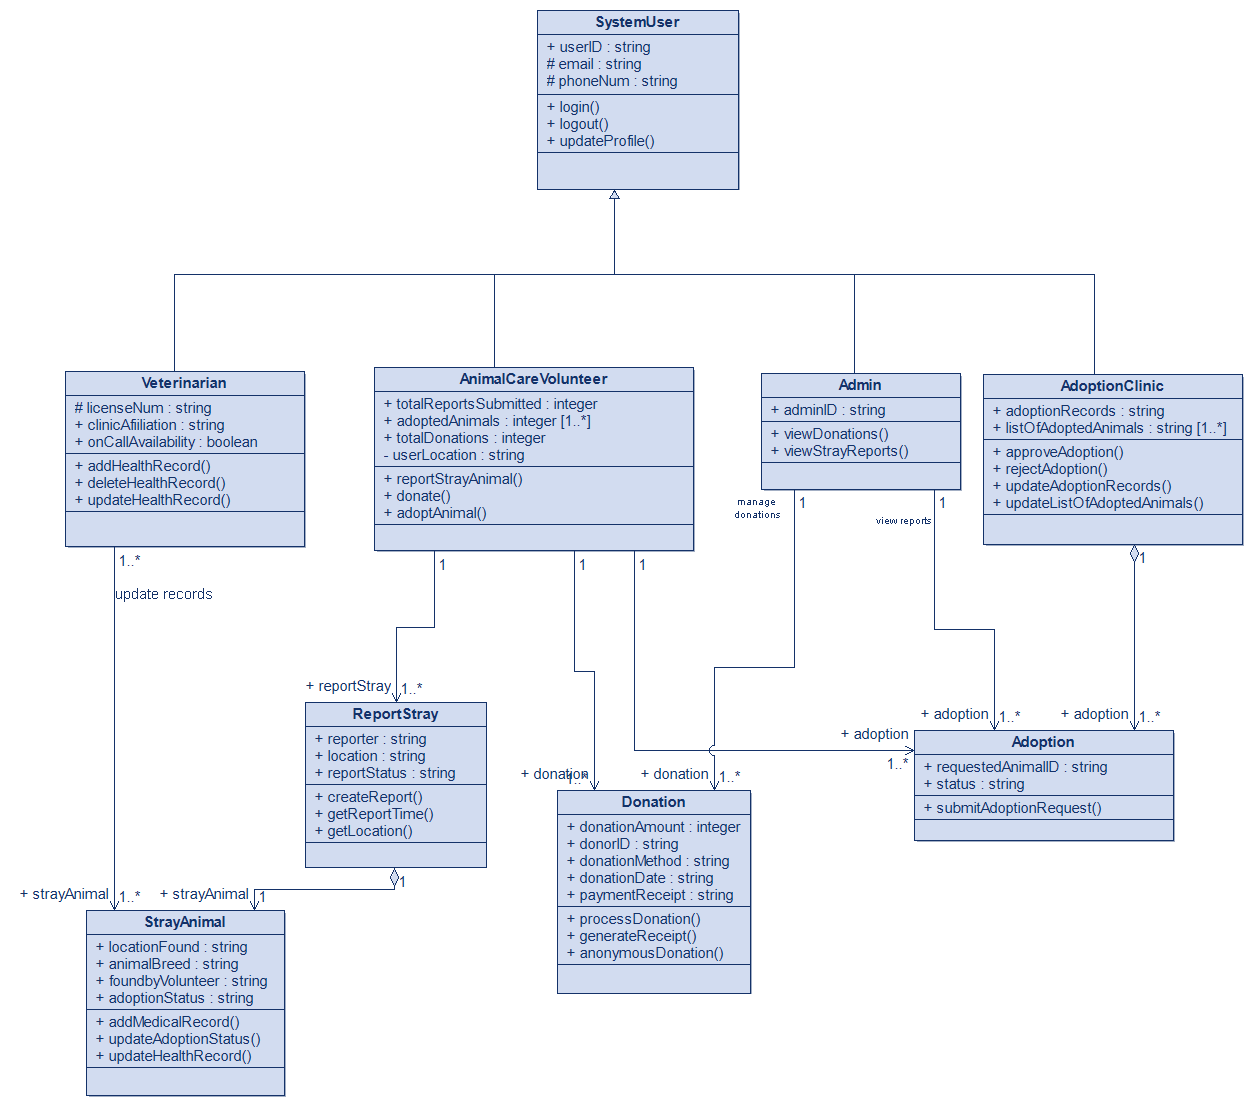 SystemUser
+ userID : string
# email : string
# phoneNum : string
+ login()
+ logout()
+ updateProfile()
Veterinarian
# licenseNum : string
+ clinicAfiiliation : string
+ onCallAvailability : boolean
+ addHealthRecord()
+ deleteHealthRecord()
+ updateHealthRecord()
AnimalCareVolunteer
+ totalReportsSubmitted : integer
+ adoptedAnimals : integer [1..*]
+ totalDonations : integer
- userLocation : string
+ reportStrayAnimal()
+ donate()
+ adoptAnimal()
Admin
+ adminID : string
+ viewDonations()
+ viewStrayReports()
AdoptionClinic
+ adoptionRecords : string
+ listOfAdoptedAnimals : string [1..*]
+ approveAdoption()
+ rejectAdoption()
+ updateAdoptionRecords()
+ updateListOfAdoptedAnimals()
1..*
update records
1
1
1
manage
donations
1
view reports
1
1
+ reportStray
1..*
+ donation
1..*
+ donation
1..*
+ adoption
1..*
+ adoption
1..*
+ adoption
1..*
ReportStray
+ reporter : string
+ location : string
+ reportStatus : string
+ createReport()
+ getReportTime()
+ getLocation()
1
Adoption
+ requestedAnimalID : string
+ status : string
+ submitAdoptionRequest()
Donation
+ donationAmount : integer
+ donorID : string
+ donationMethod : string
+ donationDate : string
+ paymentReceipt : string
+ processDonation()
+ generateReceipt()
+ anonymousDonation()
+ strayAnimal
1..*
+ strayAnimal
1
StrayAnimal
+ locationFound : string
+ animalBreed : string
+ foundbyVolunteer : string
+ adoptionStatus : string
+ addMedicalRecord()
+ updateAdoptionStatus()
+ updateHealthRecord()